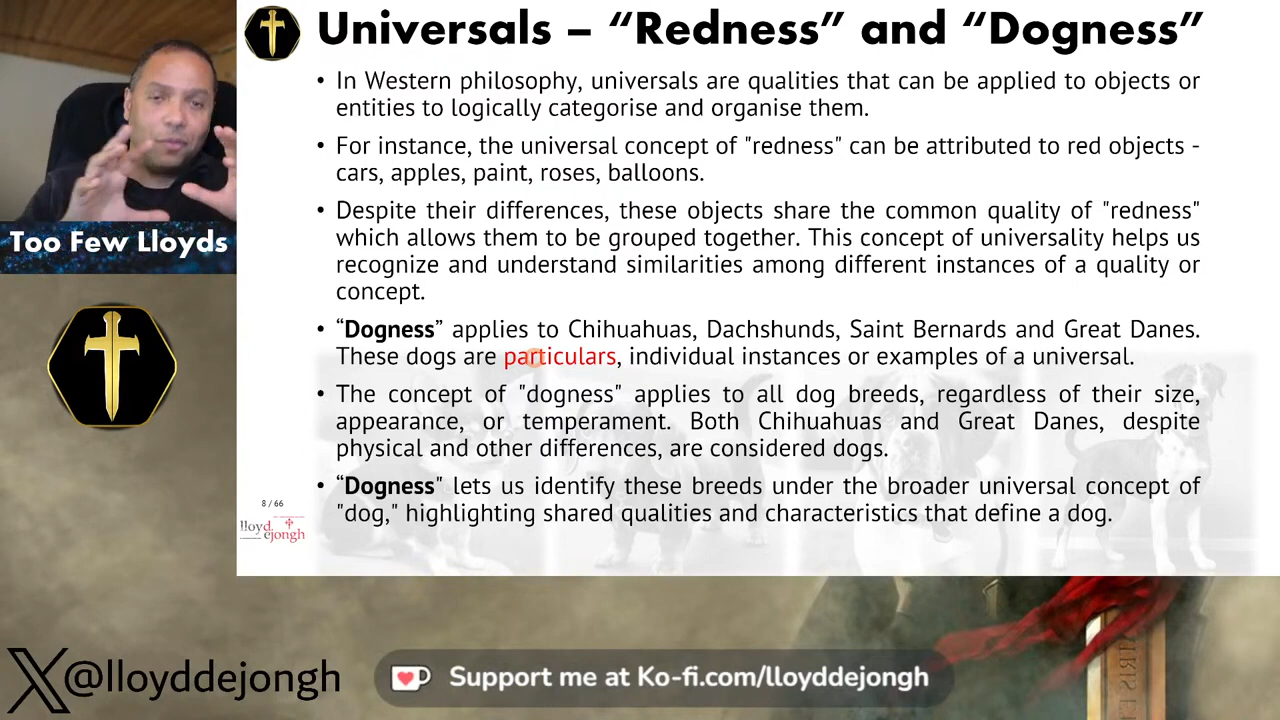 Universals – “Redness” and “Dogness”
• In Western philosophy, universals are qualities that can be applied to objects or
entities to logically categorise and organise them.
• For instance, the universal concept of "redness" can be attributed to red objects -
cars, apples, paint, roses, balloons.
• Despite their differences, these objects share the common quality of "redness"
which allows them to be grouped together. This concept of universality helps us
recognize and understand similarities among different instances of a quality or
concept.
• “Dogness” applies to Chihuahuas, Dachshunds, Saint Bernards and Great Danes.
These dogs are particulars, individual instances or examples of a universal.
• The concept of "dogness" applies to all dog breeds, regardless of their size,
appearance, or temperament. Both Chihuahuas and Great Danes, despite
physical and other differences, are considered dogs.
• “Dogness" lets us identify these breeds under the broader universal concept of
"dog," highlighting shared qualities and characteristics that define a dog.
8 / 66
lloyd
dejongh
Too Few Lloyds
X@lloyddejongh
Support me at Ko-fi.com/lloyddejongh